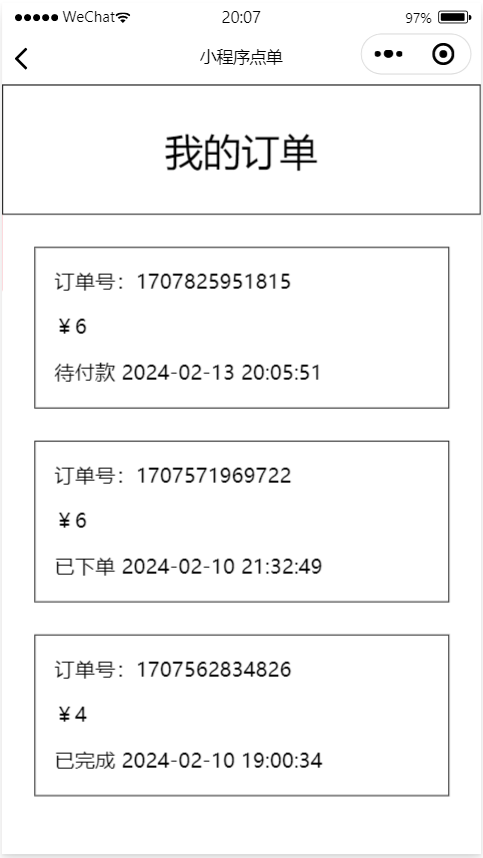 WeChat 20:07 97%
小程序点单
我的订单
订单号：1707825951815
￥6
待付款 2024-02-13 20:05:51
订单号：1707571969722
￥6
已下单 2024-02-10 21:32:49
订单号：1707562834826
￥4
已完成 2024-02-10 19:00:34